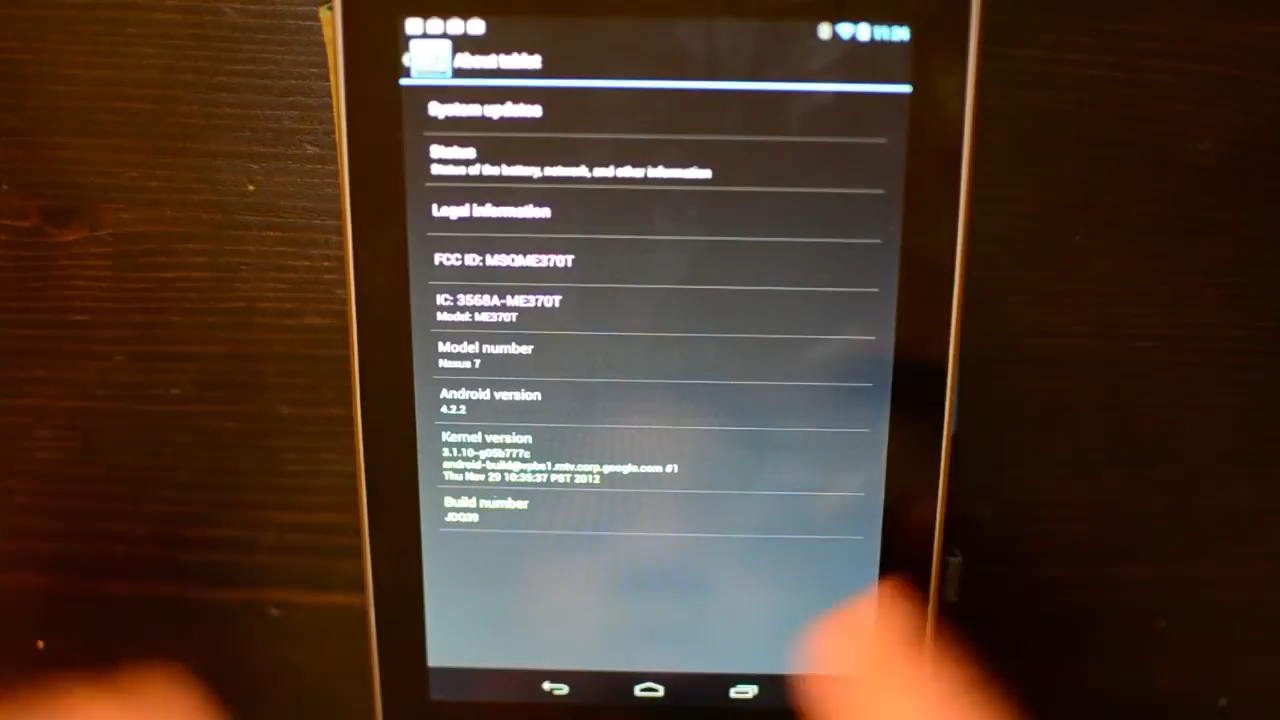 11:24
About tablet
System updates
Status
Status of the battery, network, and other information
Legal information
FCC ID: MSQME370T
IC: 3568A-ME370T
Model: ME370T
Model number
Nexus 7
Android version
4.2.2
Kernel version
3.1.10-g05b777c
android-build@vpbs1.mtv.corp.google.com #1
Thu Nov 29 10:35:37 PST 2012
Build number
JDQ39